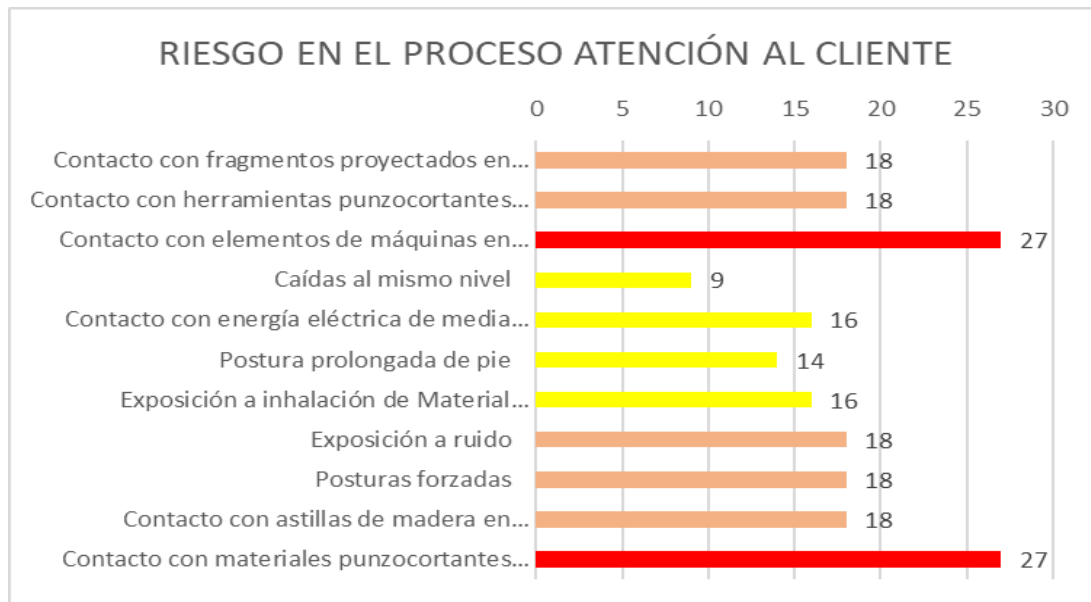 RIESGO EN EL PROCESO ATENCIÓN AL CLIENTE
0 5 10 15 20 25 30
Contacto con fragmentos proyectados en... 18
Contacto con herramientas punzocortantes... 18
Contacto con elementos de máquinas en... 27
Caídas al mismo nivel 9
Contacto con energía eléctrica de media... 16
Postura prolongada de pie 14
Exposición a inhalación de Material... 16
Exposición a ruido 18
Posturas forzadas 18
Contacto con astillas de madera en... 18
Contacto con materiales punzocortantes... 27